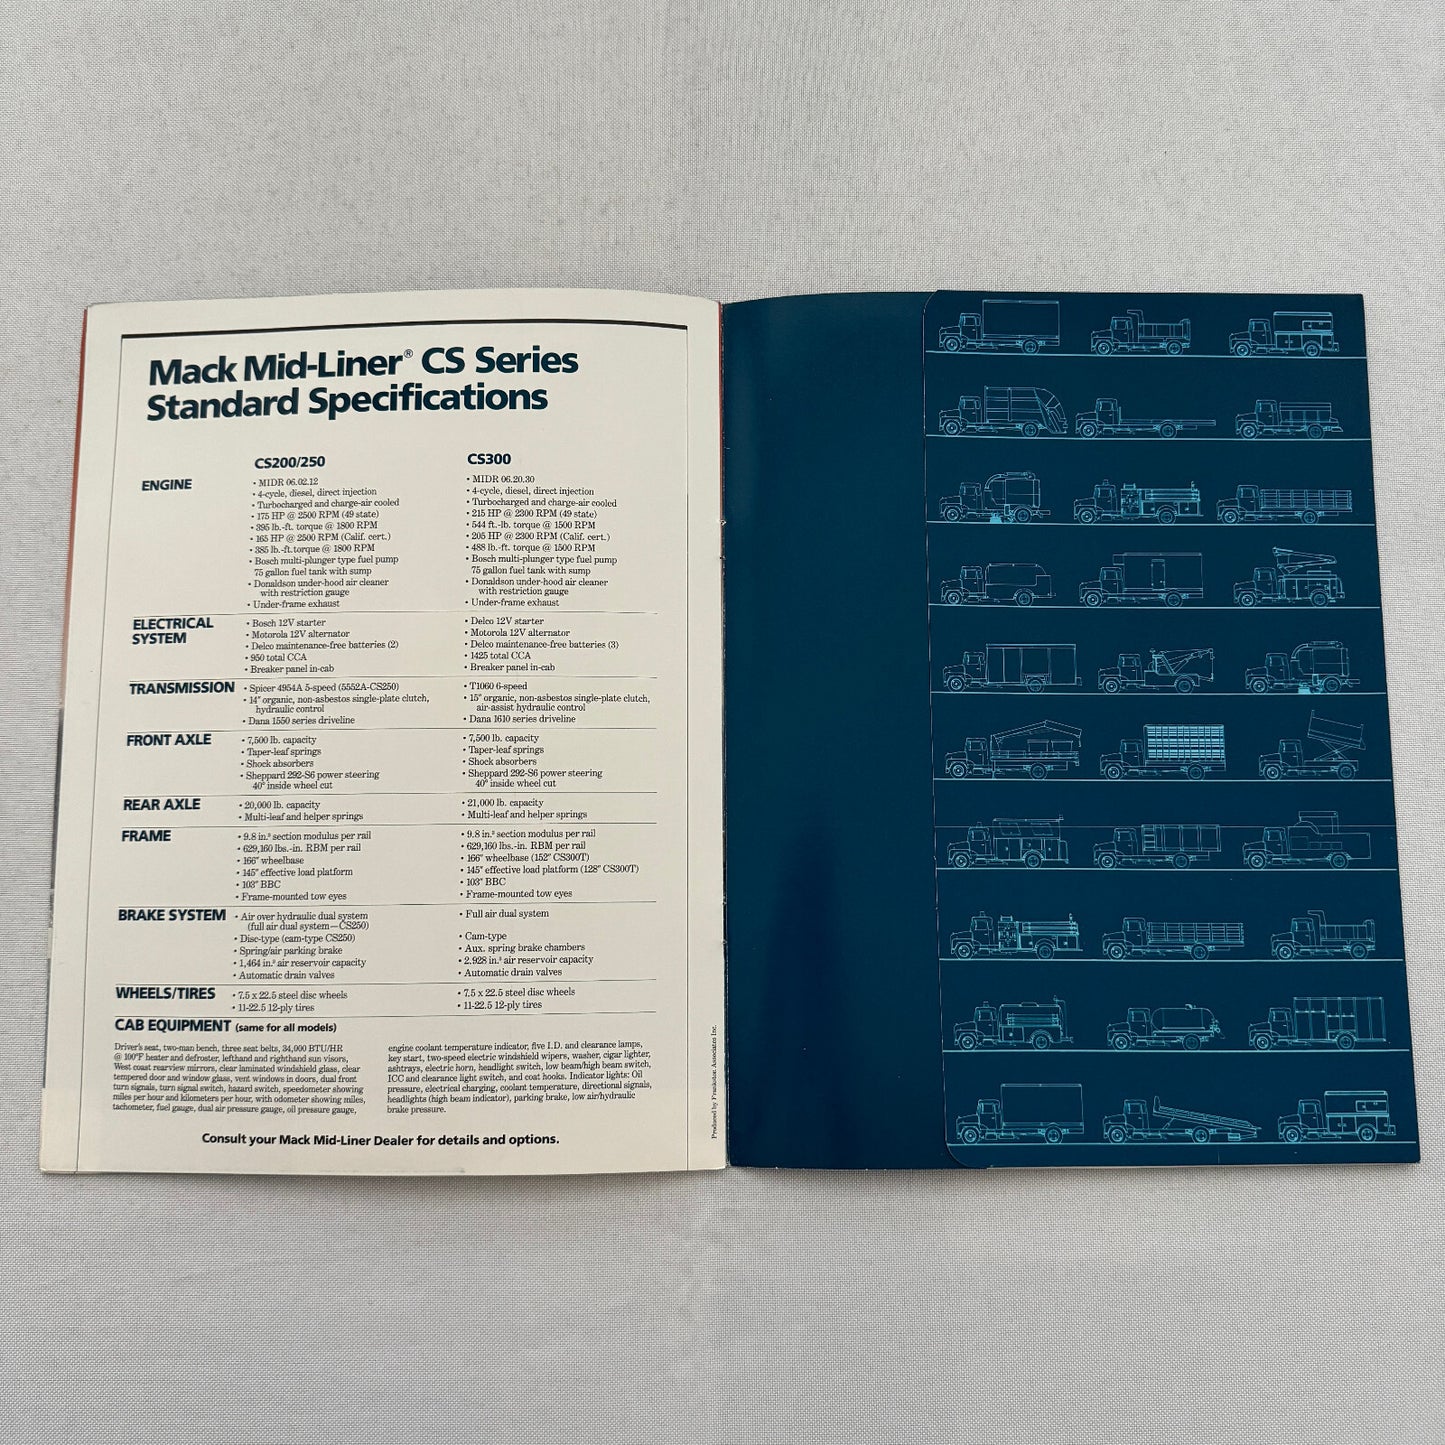 Mack Mid-Liner® CS Series
Standard Specifications
CS200/250
CS300
ENGINE
• MIDR 06.02.12
• 4-cycle, diesel, direct injection
• Turbocharged and charge-air cooled
• 175 HP @ 2500 RPM (49 state)
• 395 lb.-ft. torque @ 1800 RPM
• 165 HP @ 2500 RPM (Calif. cert.)
• 385 lb.-ft. torque @ 1800 RPM
• Bosch multi-plunger type fuel pump
75 gallon fuel tank with sump
• Donaldson under-hood air cleaner
with restriction gauge
• Under-frame exhaust
• MIDR 06.20.30
• 4-cycle, diesel, direct injection
• Turbocharged and charge-air cooled
• 215 HP @ 2300 RPM (49 state)
• 544 ft.-lb. torque @ 1500 RPM
• 205 HP @ 2300 RPM (Calif. cert.)
• 488 lb.-ft. torque @ 1500 RPM
• Bosch multi-plunger type fuel pump
75 gallon fuel tank with sump
• Donaldson under-hood air cleaner
with restriction gauge
• Under-frame exhaust
ELECTRICAL
SYSTEM
• Bosch 12V starter
• Motorola 12V alternator
• Delco maintenance-free batteries (2)
• 950 total CCA
• Breaker panel in-cab
• Delco 12V starter
• Motorola 12V alternator
• Delco maintenance-free batteries (3)
• 1425 total CCA
• Breaker panel in-cab
TRANSMISSION
• Spicer 4954A 5-speed (5552A-CS250)
• 14" organic, non-asbestos single-plate clutch,
hydraulic control
• Dana 1550 series driveline
• T1060 6-speed
• 15" organic, non-asbestos single-plate clutch,
air-assist hydraulic control
• Dana 1610 series driveline
FRONT AXLE
• 7,500 lb. capacity
• Taper-leaf springs
• Shock absorbers
• Sheppard 292-S6 power steering
40° inside wheel cut
• 7,500 lb. capacity
• Taper-leaf springs
• Shock absorbers
• Sheppard 292-S6 power steering
40° inside wheel cut
REAR AXLE
• 20,000 lb. capacity
• Multi-leaf and helper springs
• 21,000 lb. capacity
• Multi-leaf and helper springs
FRAME
• 9.8 in.³ section modulus per rail
• 629,160 lbs.-in. RBM per rail
• 166" wheelbase
• 145" effective load platform
• 103" BBC
• Frame-mounted tow eyes
• 9.8 in.³ section modulus per rail
• 629,160 lbs.-in. RBM per rail
• 166" wheelbase (152" CS300T)
• 145" effective load platform (128" CS300T)
• 103" BBC
• Frame-mounted tow eyes
BRAKE SYSTEM
• Air over hydraulic dual system
(full air dual system—CS250)
• Disc-type (cam-type CS250)
• Spring/air parking brake
• 1,464 in.³ air reservoir capacity
• Automatic drain valves
• Full air dual system
• Cam-type
• Aux. spring brake chambers
• 2,928 in.³ air reservoir capacity
• Automatic drain valves
WHEELS/TIRES
• 7.5 x 22.5 steel disc wheels
• 11-22.5 12-ply tires
• 7.5 x 22.5 steel disc wheels
• 11-22.5 12-ply tires
CAB EQUIPMENT (same for all models)
Driver's seat, two-man bench, three seat belts, 34,000 BTU/HR
@ 100°F heater and defroster, lefthand and righthand sun visors,
West coast rearview mirrors, clear laminated windshield glass, clear
tempered door and window glass, vent windows in doors, dual front
turn signals, turn signal switch, hazard switch, speedometer showing
miles per hour and kilometers per hour, with odometer showing miles,
tachometer, fuel gauge, dual air pressure gauge, oil pressure gauge,
engine coolant temperature indicator, five I.D. and clearance lamps,
key start, two-speed electric windshield wipers, washer, cigar lighter,
ashtrays, electric horn, headlight switch, low beam/high beam switch,
ICC and clearance light switch, and coat hooks. Indicator lights: Oil
pressure, electrical charging, coolant temperature, directional signals,
headlights (high beam indicator), parking brake, low air/hydraulic
brake pressure.
Consult your Mack Mid-Liner Dealer for details and options.
Produced by Frankston Associates Inc.